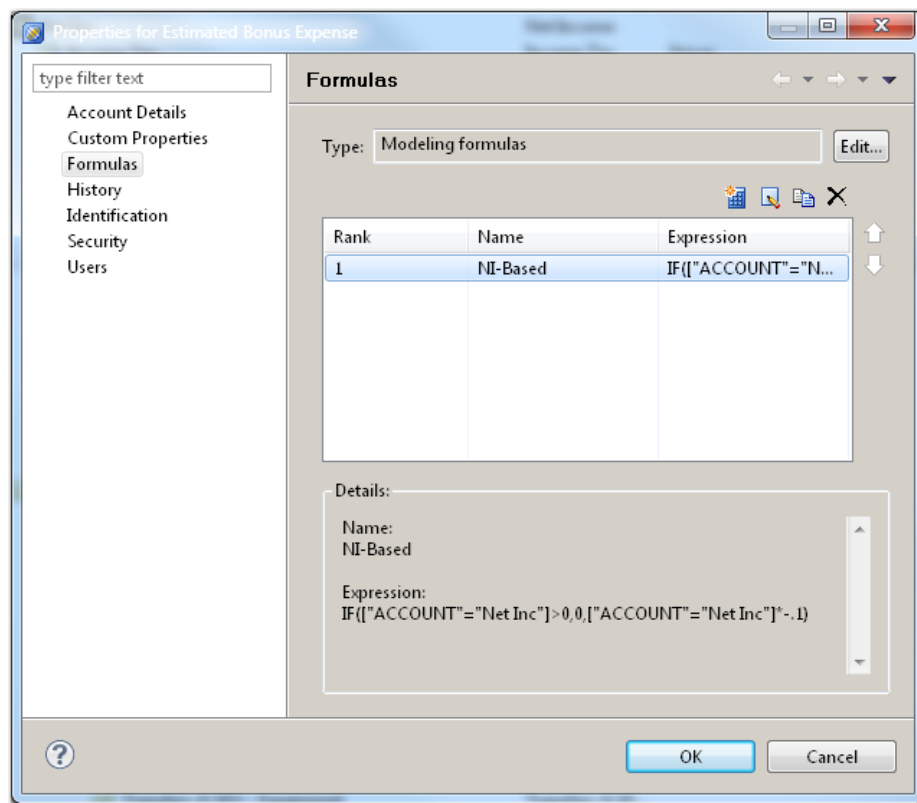 Properties for Estimated Bonus Expense
type filter text
Account Details
Custom Properties
Formulas
History
Identification
Security
Users
Formulas
Type: Modeling formulas Edit...
Rank Name Expression
1 NI-Based IF(["ACCOUNT"="N...
Details:
Name:
NI-Based
Expression:
IF(["ACCOUNT"="Net Inc"]>0,0,["ACCOUNT"="Net Inc"]*-.1)
OK Cancel